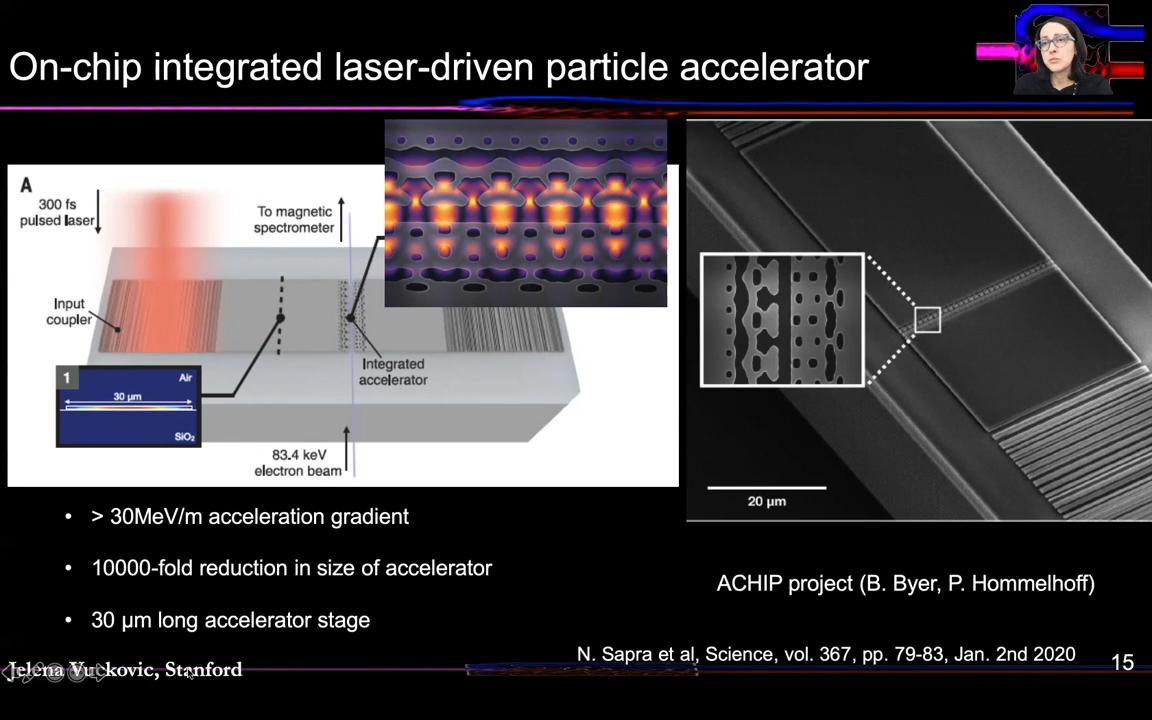 On-chip integrated laser-driven particle accelerator
A
300 fs
pulsed laser
To magnetic
spectrometer
Input
coupler
Integrated
accelerator
1
Air
30 μm
SiO₂
83.4 keV
electron beam
20 μm
• > 30MeV/m acceleration gradient
• 10000-fold reduction in size of accelerator
• 30 μm long accelerator stage
ACHIP project (B. Byer, P. Hommelhoff)
N. Sapra et al, Science, vol. 367, pp. 79-83, Jan. 2nd 2020
Jelena Vuckovic, Stanford
15